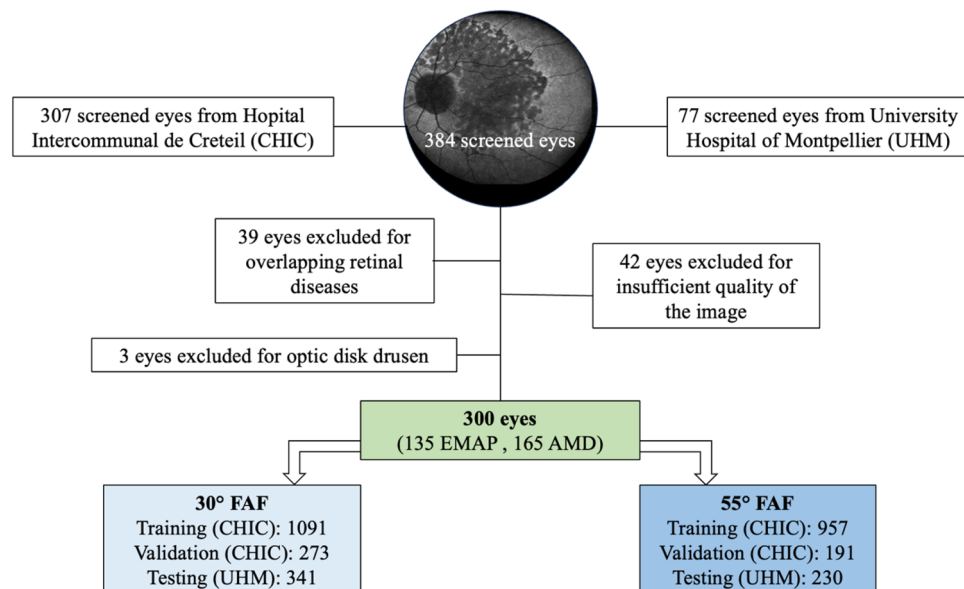 307 screened eyes from Hopital
Intercommunal de Creteil (CHIC)
384 screened eyes
77 screened eyes from University
Hospital of Montpellier (UHM)
39 eyes excluded for
overlapping retinal
diseases
42 eyes excluded for
insufficient quality of
the image
3 eyes excluded for optic disk drusen
300 eyes
(135 EMAP , 165 AMD)
30° FAF
Training (CHIC): 1091
Validation (CHIC): 273
Testing (UHM): 341
55° FAF
Training (CHIC): 957
Validation (CHIC): 191
Testing (UHM): 230